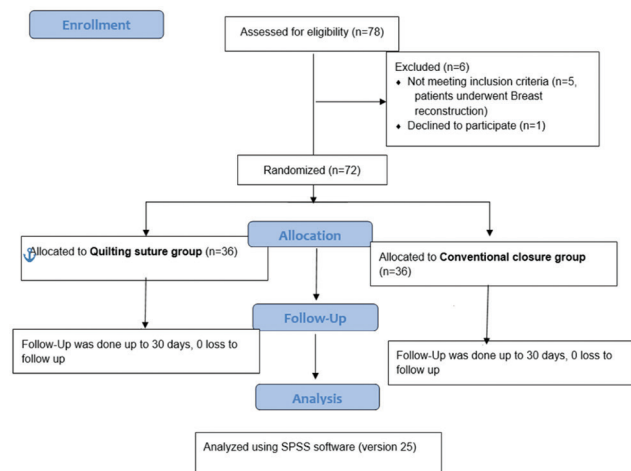 Enrollment
Assessed for eligibility (n=78)
Excluded (n=6)
♦ Not meeting inclusion criteria (n=5,
patients underwent Breast
reconstruction)
♦ Declined to participate (n=1)
Randomized (n=72)
Allocation
Allocated to Quilting suture group (n=36)
Allocated to Conventional closure group
(n=36)
Follow-Up
Follow-Up was done up to 30 days, 0 loss to
follow up
Follow-Up was done up to 30 days, 0 loss to
follow up
Analysis
Analyzed using SPSS software (version 25)